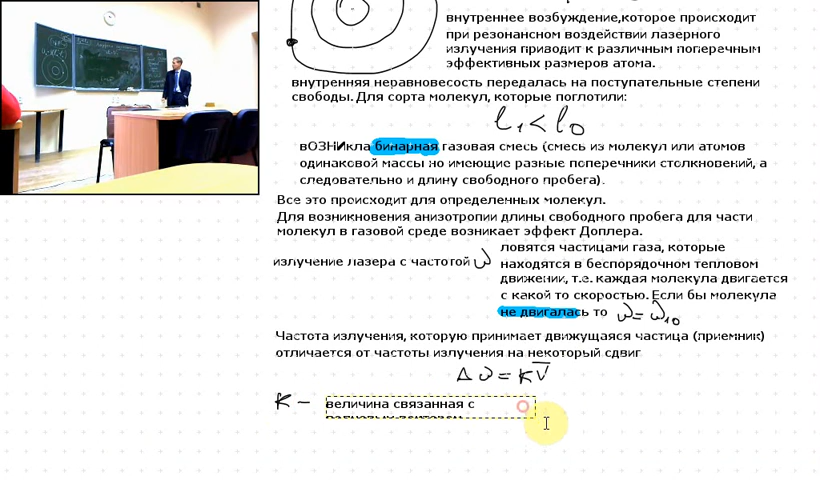 внутреннее возбуждение,которое происходит
при резонансном воздействии лазерного
излучения приводит к различным поперечным
эффективных размеров атома.
внутренняя неравновесость передалась на поступательные степени
свободы. Для сорта молекул, которые поглотили:
l₁ < l₀
вОЗНИкла бинарная газовая смесь (смесь из молекул или атомов
одинаковой массы но имеющие разные поперечники столкновений, а
следовательно и длину свободного пробега).
Все это происходит для определенных молекул.
Для возникновения анизотропии длины свободного пробега для части
молекул в газовой среде возникает эффект Доплера.
излучение лазера с частотой ω
ловятся частицами газа, которые
находятся в беспорядочном тепловом
движении, т.е. каждая молекула двигается
с какой то скоростью. Если бы молекула
не двигалась то ω = ω₁₀
Частота излучения, которую принимает движущаяся частица (приемник)
отличается от частоты излучения на некоторый сдвиг
Δω = KV̅
K – величина связанная с